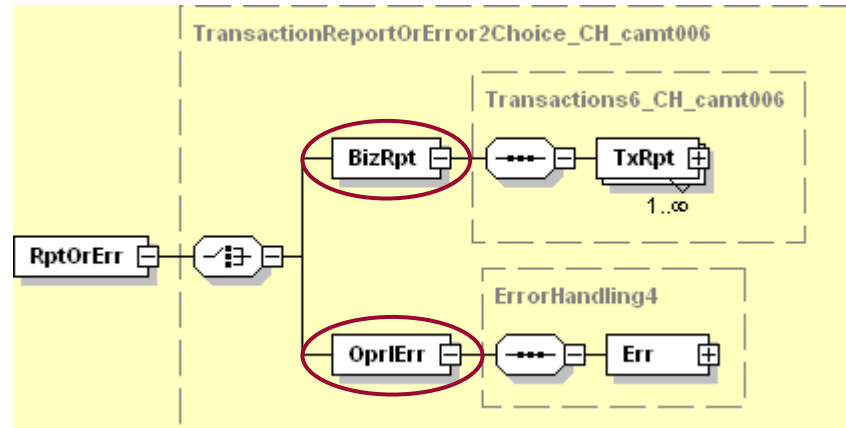 TransactionReportOrError2Choice_CH_camt006
Transactions6_CH_camt006
BizRpt
TxRpt
1..∞
RptOrErr
ErrorHandling4
OprlErr
Err